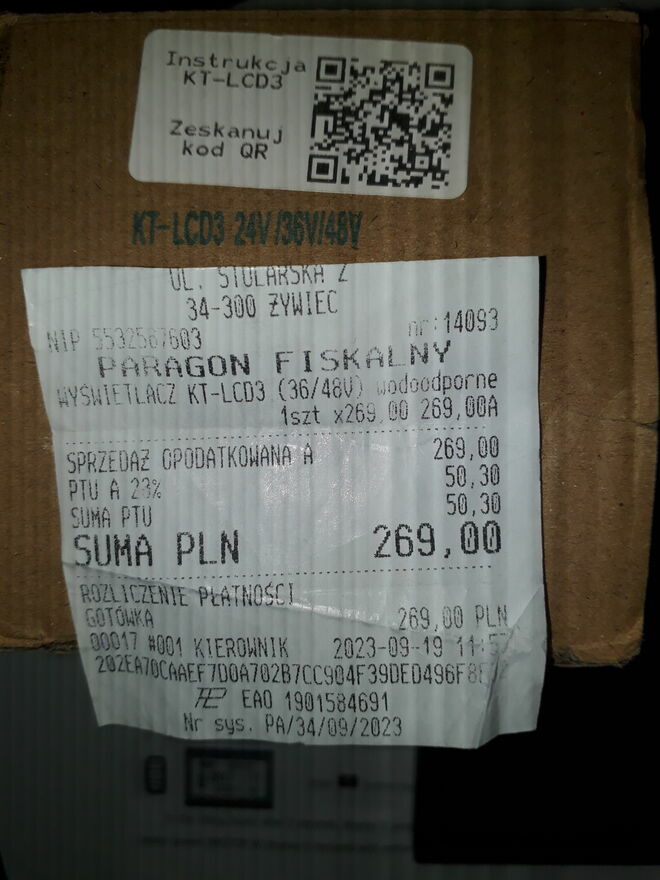 Instrukcja
KT-LCD3
Zeskanuj
kod QR
KT-LCD3 24V/36V/48V
UL. STOLARSKA 2
34-300 ŻYWIEC
NIP 5532567603 nr:14093
PARAGON FISKALNY
WYŚWIETLACZ KT-LCD3 (36/48V) wodoodporne
1szt x269,00 269,00A
SPRZEDAŻ OPODATKOWANA A 269,00
PTU A 23% 50,30
SUMA PTU 50,30
SUMA PLN 269,00
ROZLICZENIE PŁATNOŚCI
GOTÓWKA 269,00 PLN
00017 #001 KIEROWNIK 2023-09-19 11:57
EAO 1901584691
Nr sys. PA/34/09/2023